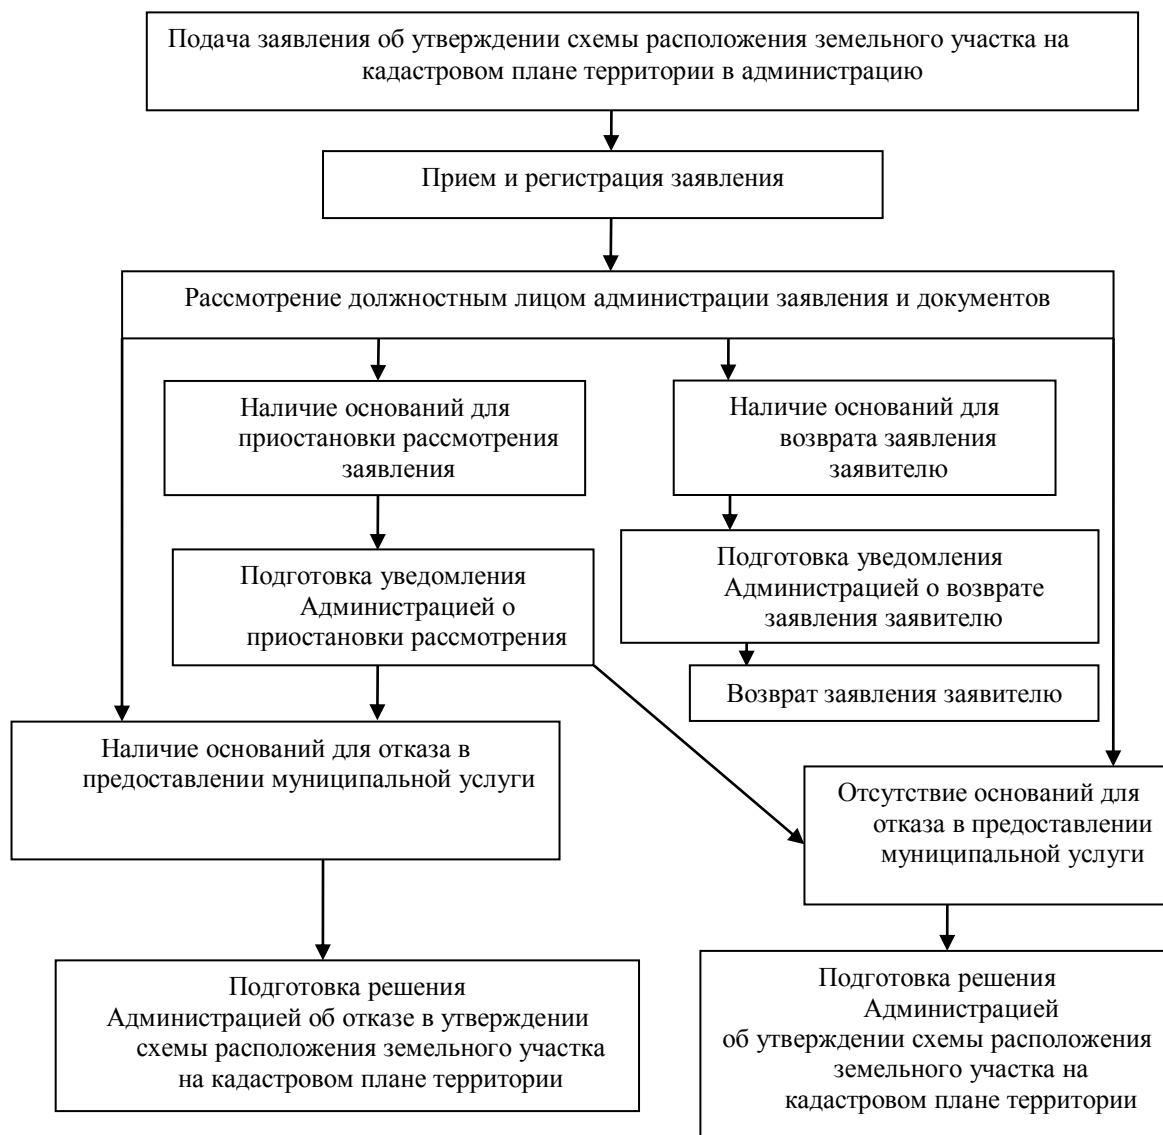 Подача заявления об утверждении схемы расположения земельного участка на
кадастровом плане территории в администрацию
Прием и регистрация заявления
Рассмотрение должностным лицом администрации заявления и документов
Наличие оснований для
приостановки рассмотрения
заявления
Наличие оснований для
возврата заявления
заявителю
Подготовка уведомления
Администрацией о
приостановки рассмотрения
Подготовка уведомления
Администрацией о возврате
заявления заявителю
Возврат заявления заявителю
Наличие оснований для отказа в
предоставлении муниципальной услуги
Отсутствие оснований для
отказа в предоставлении
муниципальной услуги
Подготовка решения
Администрацией об отказе в утверждении
схемы расположения земельного участка
на кадастровом плане территории
Подготовка решения
Администрацией
об утверждении схемы расположения
земельного участка на
кадастровом плане территории